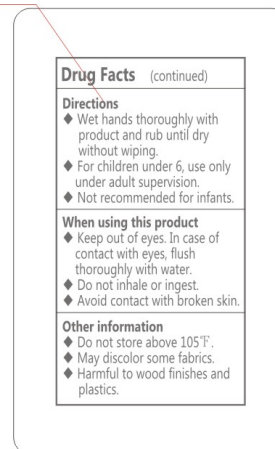 Drug Facts (continued)
Directions
◆ Wet hands thoroughly with
product and rub until dry
without wiping.
◆ For children under 6, use only
under adult supervision.
◆ Not recommended for infants.
When using this product
◆ Keep out of eyes. In case of
contact with eyes, flush
thoroughly with water.
◆ Do not inhale or ingest.
◆ Avoid contact with broken skin.
Other information
◆ Do not store above 105℉.
◆ May discolor some fabrics.
◆ Harmful to wood finishes and
plastics.